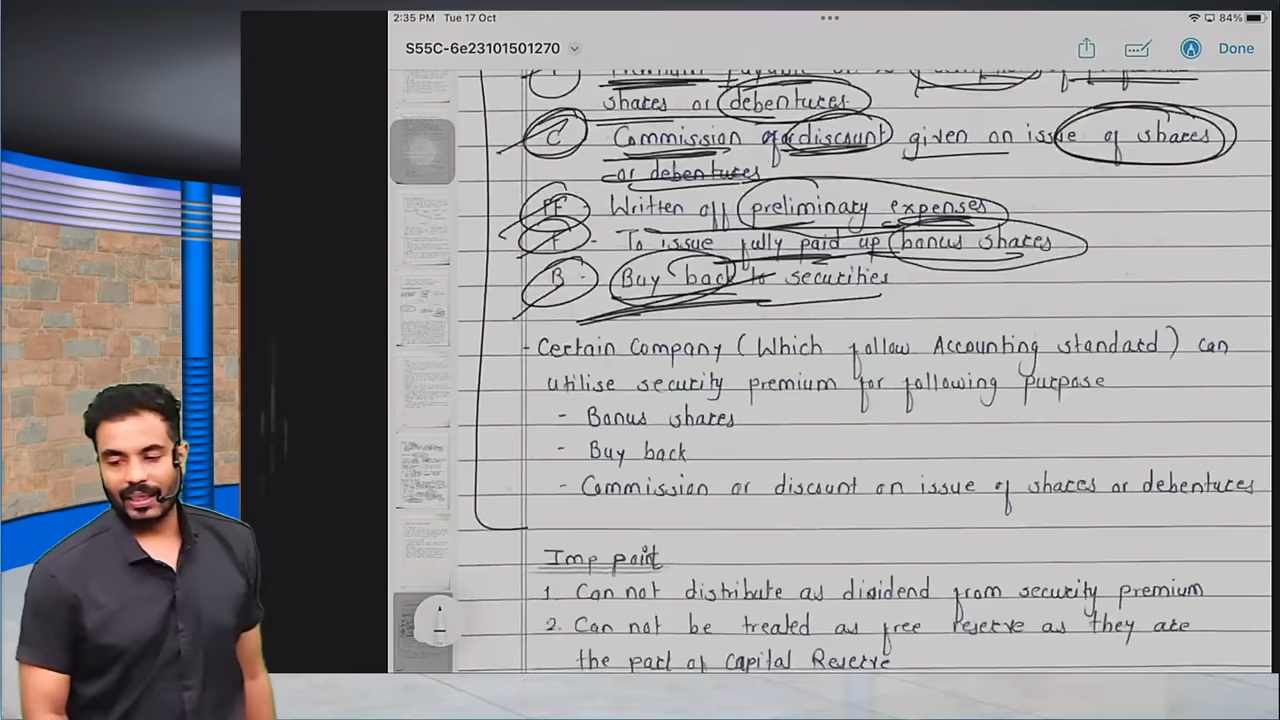 2:35 PM Tue 17 Oct
84%
S55C-6e23101501270
Done
Premium payable on
shares or debentures
C Commission or discount given on issue of shares
or debentures
Written off preliminary expenses
F - To issue fully paid up bonus shares
B - Buy back to securities
- Certain Company (Which follow Accounting standard) can
utilise security premium for following purpose
- Bonus shares
- Buy back
- Commission or discount on issue of shares or debentures
Imp point
1. Can not distribute as dividend from security premium
2. Can not be treated as free reserve as they are
the part of Capital Reserve